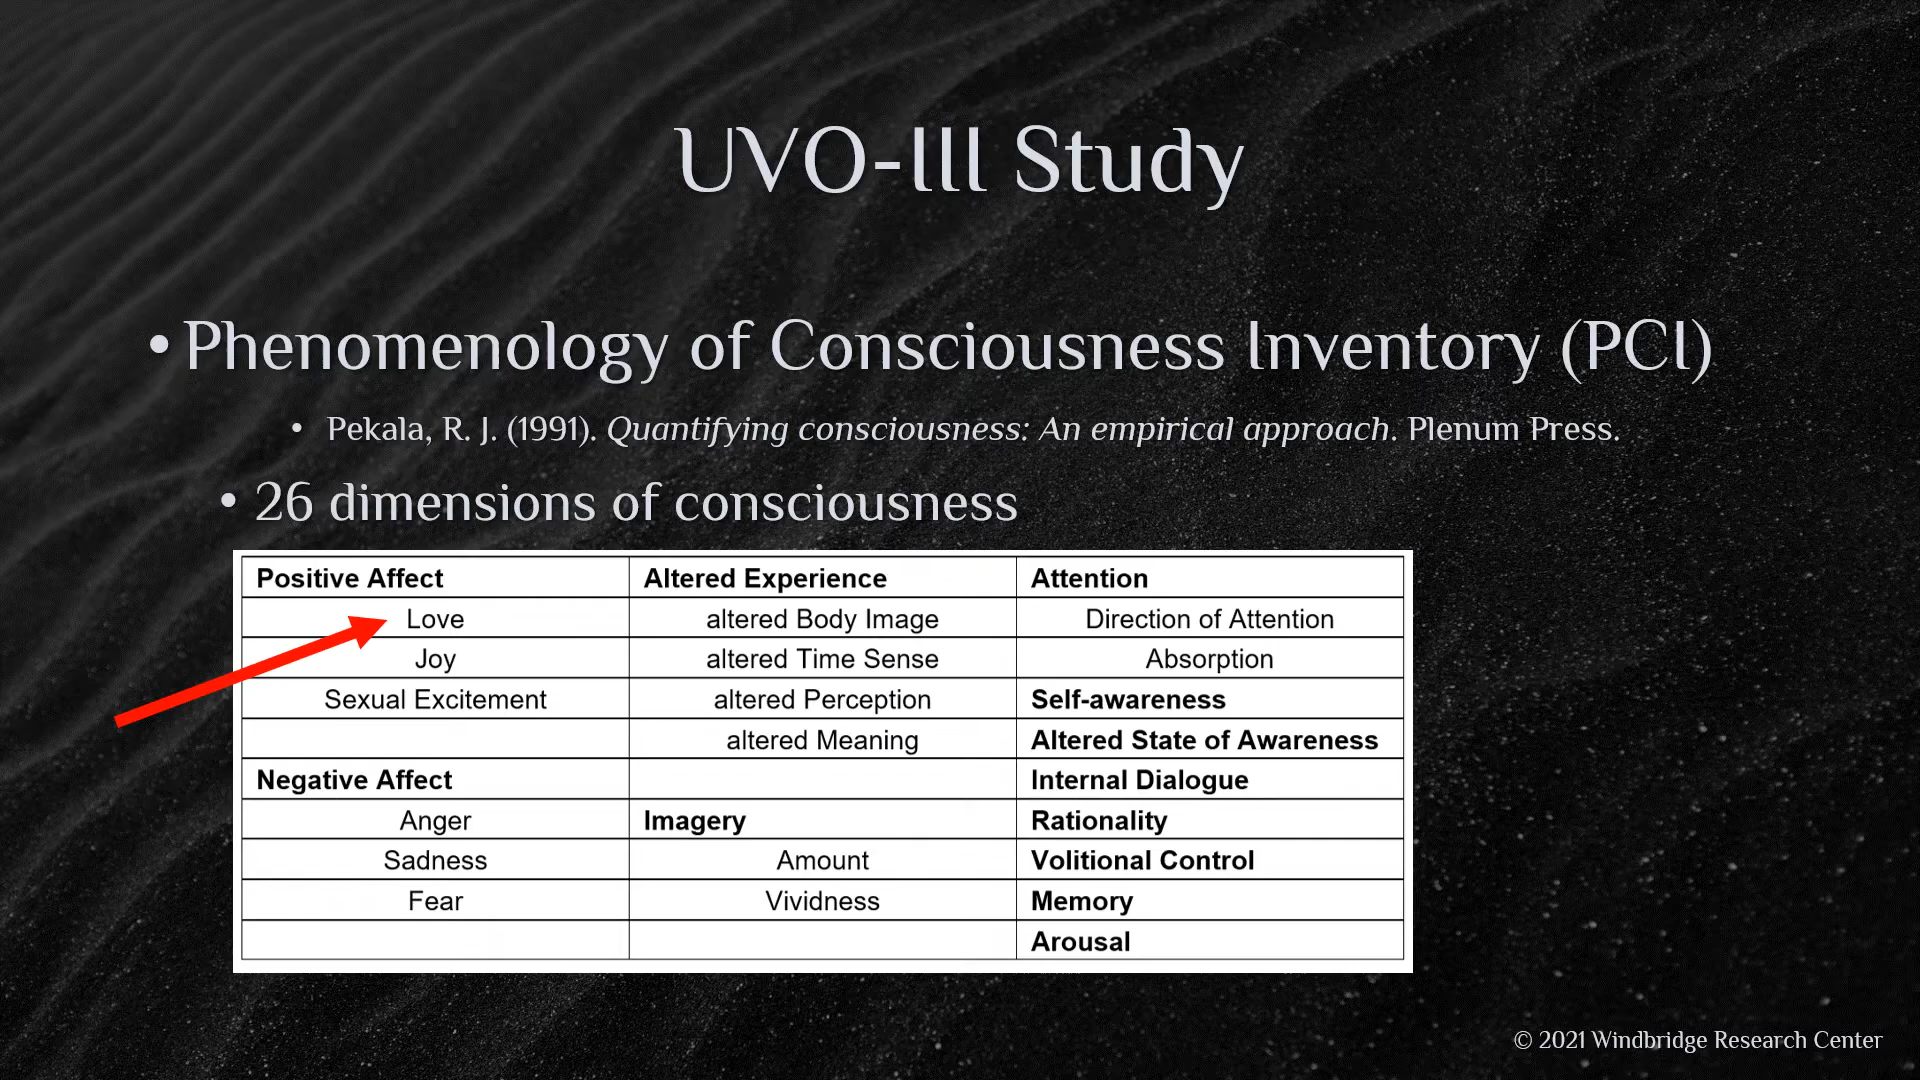 UVO-III Study
• Phenomenology of Consciousness Inventory (PCI)
• Pekala, R. J. (1991). Quantifying consciousness: An empirical approach. Plenum Press.
• 26 dimensions of consciousness
Positive Affect Altered Experience Attention
Love altered Body Image Direction of Attention
Joy altered Time Sense Absorption
Sexual Excitement altered Perception Self-awareness
altered Meaning Altered State of Awareness
Negative Affect Internal Dialogue
Anger Imagery Rationality
Sadness Amount Volitional Control
Fear Vividness Memory
Arousal
© 2021 Windbridge Research Center